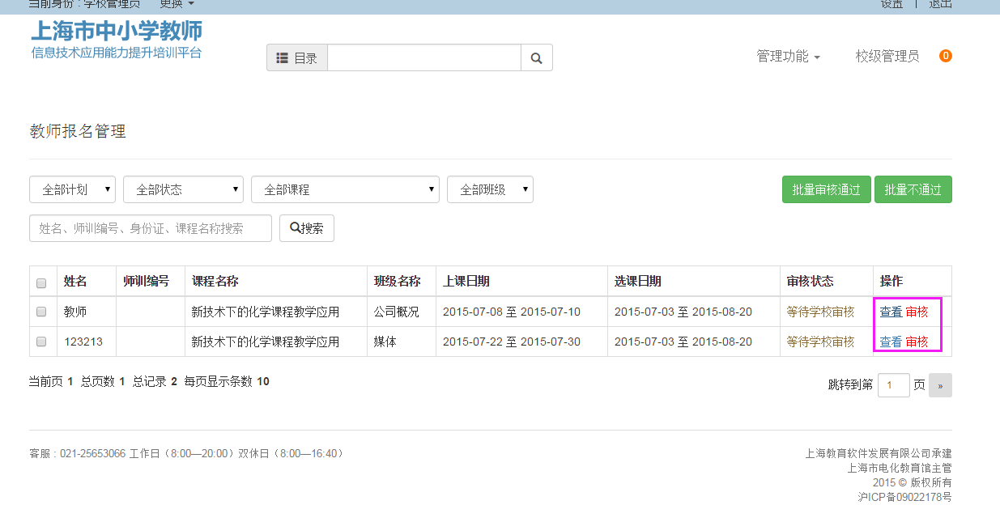 当前身份：学校管理员 更换 设置 | 退出
上海市中小学教师
信息技术应用能力提升培训平台
目录 管理功能 校级管理员 0
教师报名管理
全部计划 全部状态 全部课程 全部班级 批量审核通过 批量不通过
姓名、师训编号、身份证、课程名称搜索 搜索
姓名 师训编号 课程名称 班级名称 上课日期 选课日期 审核状态 操作
教师 新技术下的化学课程教学应用 公司概况 2015-07-08 至 2015-07-10 2015-07-03 至 2015-08-20 等待学校审核 查看 审核
123213 新技术下的化学课程教学应用 媒体 2015-07-22 至 2015-07-30 2015-07-03 至 2015-08-20 等待学校审核 查看 审核
当前页 1 总页数 1 总记录 2 每页显示条数 10 跳转到第 1 页 »
客服：021-25653066 工作日（8:00—20:00）双休日（8:00—16:40） 上海教育软件发展有限公司承建
上海市电化教育馆主管
2015 © 版权所有
沪ICP备09022178号